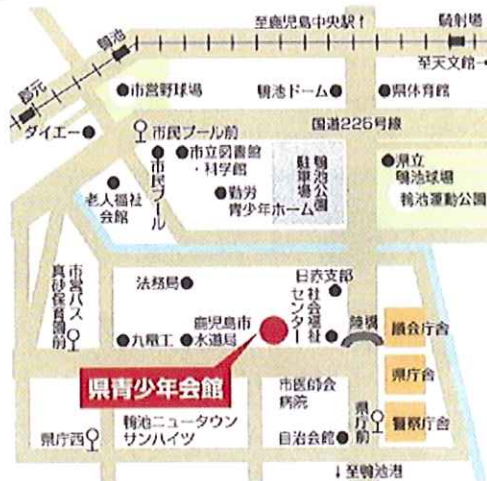 至鹿児島中央駅↑
騎射場
鴨池
至天文館→
郡元
市営野球場
鴨池ドーム
県体育館
国道225号線
ダイエー
市民プール前
市民プール
市立図書館
・科学館
鴨池公園
駐車場
県立
鴨池球場
鴨池運動公園
老人福祉
会館
勤労
青少年ホーム
市営バス
真砂保育園前
法務局
日赤支部
社会福祉
センター
陸橋
議会庁舎
九電工
鹿児島市
水道局
県青少年会館
県庁舎
市医師会
病院
県庁前
警察庁舎
県庁西
鴨池ニュータウン
サンハイツ
自治会館
↓至鴨池港